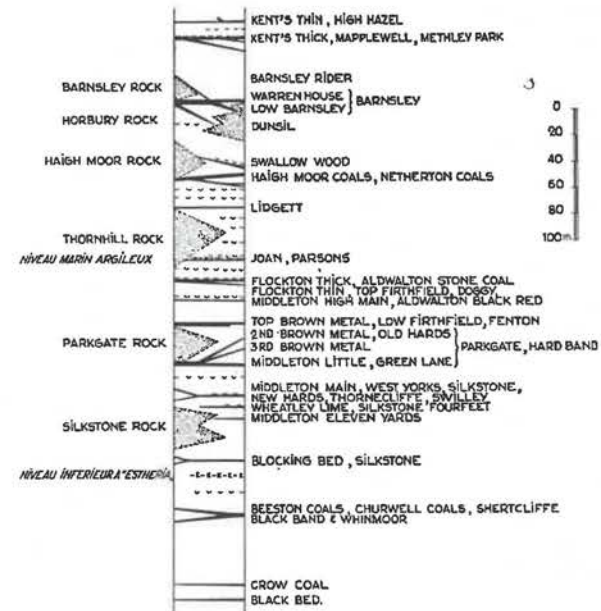 KENT'S THIN, HIGH HAZEL
KENT'S THICK, MAPPLEWELL, METHLEY PARK
BARNSLEY ROCK
BARNSLEY RIDER
WARREN HOUSE
LOW BARNSLEY
BARNSLEY
HORBURY ROCK
DUNSIL
HAIGH MOOR ROCK
SWALLOW WOOD
HAIGH MOOR COALS, NETHERTON COALS
LIDGETT
THORNHILL ROCK
NIVEAU MARIN ARGILEUX
JOAN, PARSONS
FLOCKTON THICK, ALDWALTON STONE COAL
FLOCKTON THIN, TOP FIRTHFIELD, DOGGY
MIDDLETON HIGH MAIN, ALDWALTON BLACK RED
TOP BROWN METAL, LOW FIRTHFIELD, FENTON
2ND BROWN METAL, OLD HARDS
3RD BROWN METAL
PARKGATE, HARD BAND
PARKGATE ROCK
MIDDLETON LITTLE, GREEN LANE
MIDDLETON MAIN, WEST YORKS, SILKSTONE,
NEW HARDS, THORNECLIFFE, SWILLEY
WHEATLEY LIME, SILKSTONE FOURFEET
MIDDLETON ELEVEN YARDS
SILKSTONE ROCK
BLOCKING BED, SILKSTONE
NIVEAU INFERIEUR A "ESTHERIA
BEESTON COALS, CHURWELL COALS, SHERTCLIFFE
BLACK BAND & WHINMOOR
CROW COAL
BLACK BED.
0
20
40
60
80
100m